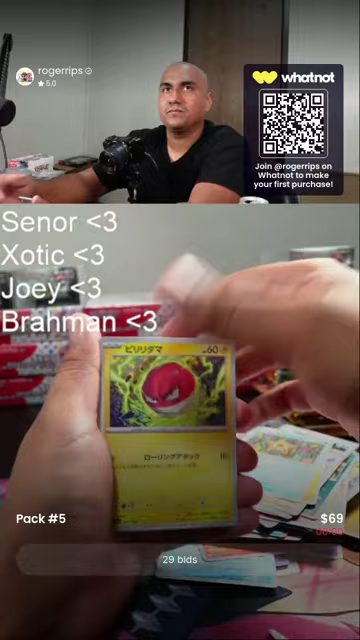 rogerrips
★ 5.0
whatnot
Join @rogerrips on
Whatnot to make
your first purchase!
Senor <3
Xotic <3
Joey <3
Brahman <3
ビリリダマ
60
ローリングアタック
Pack #5
$69
00:00
29 bids